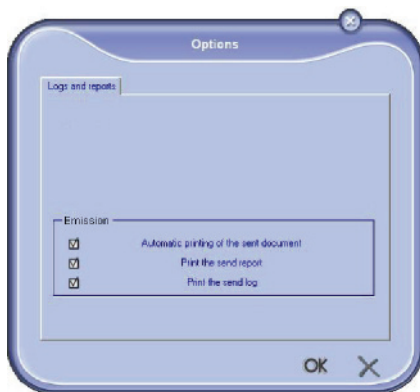 Options
Logs and reports
Emission
Automatic printing of the sent document
Print the send report
Print the send log
OK